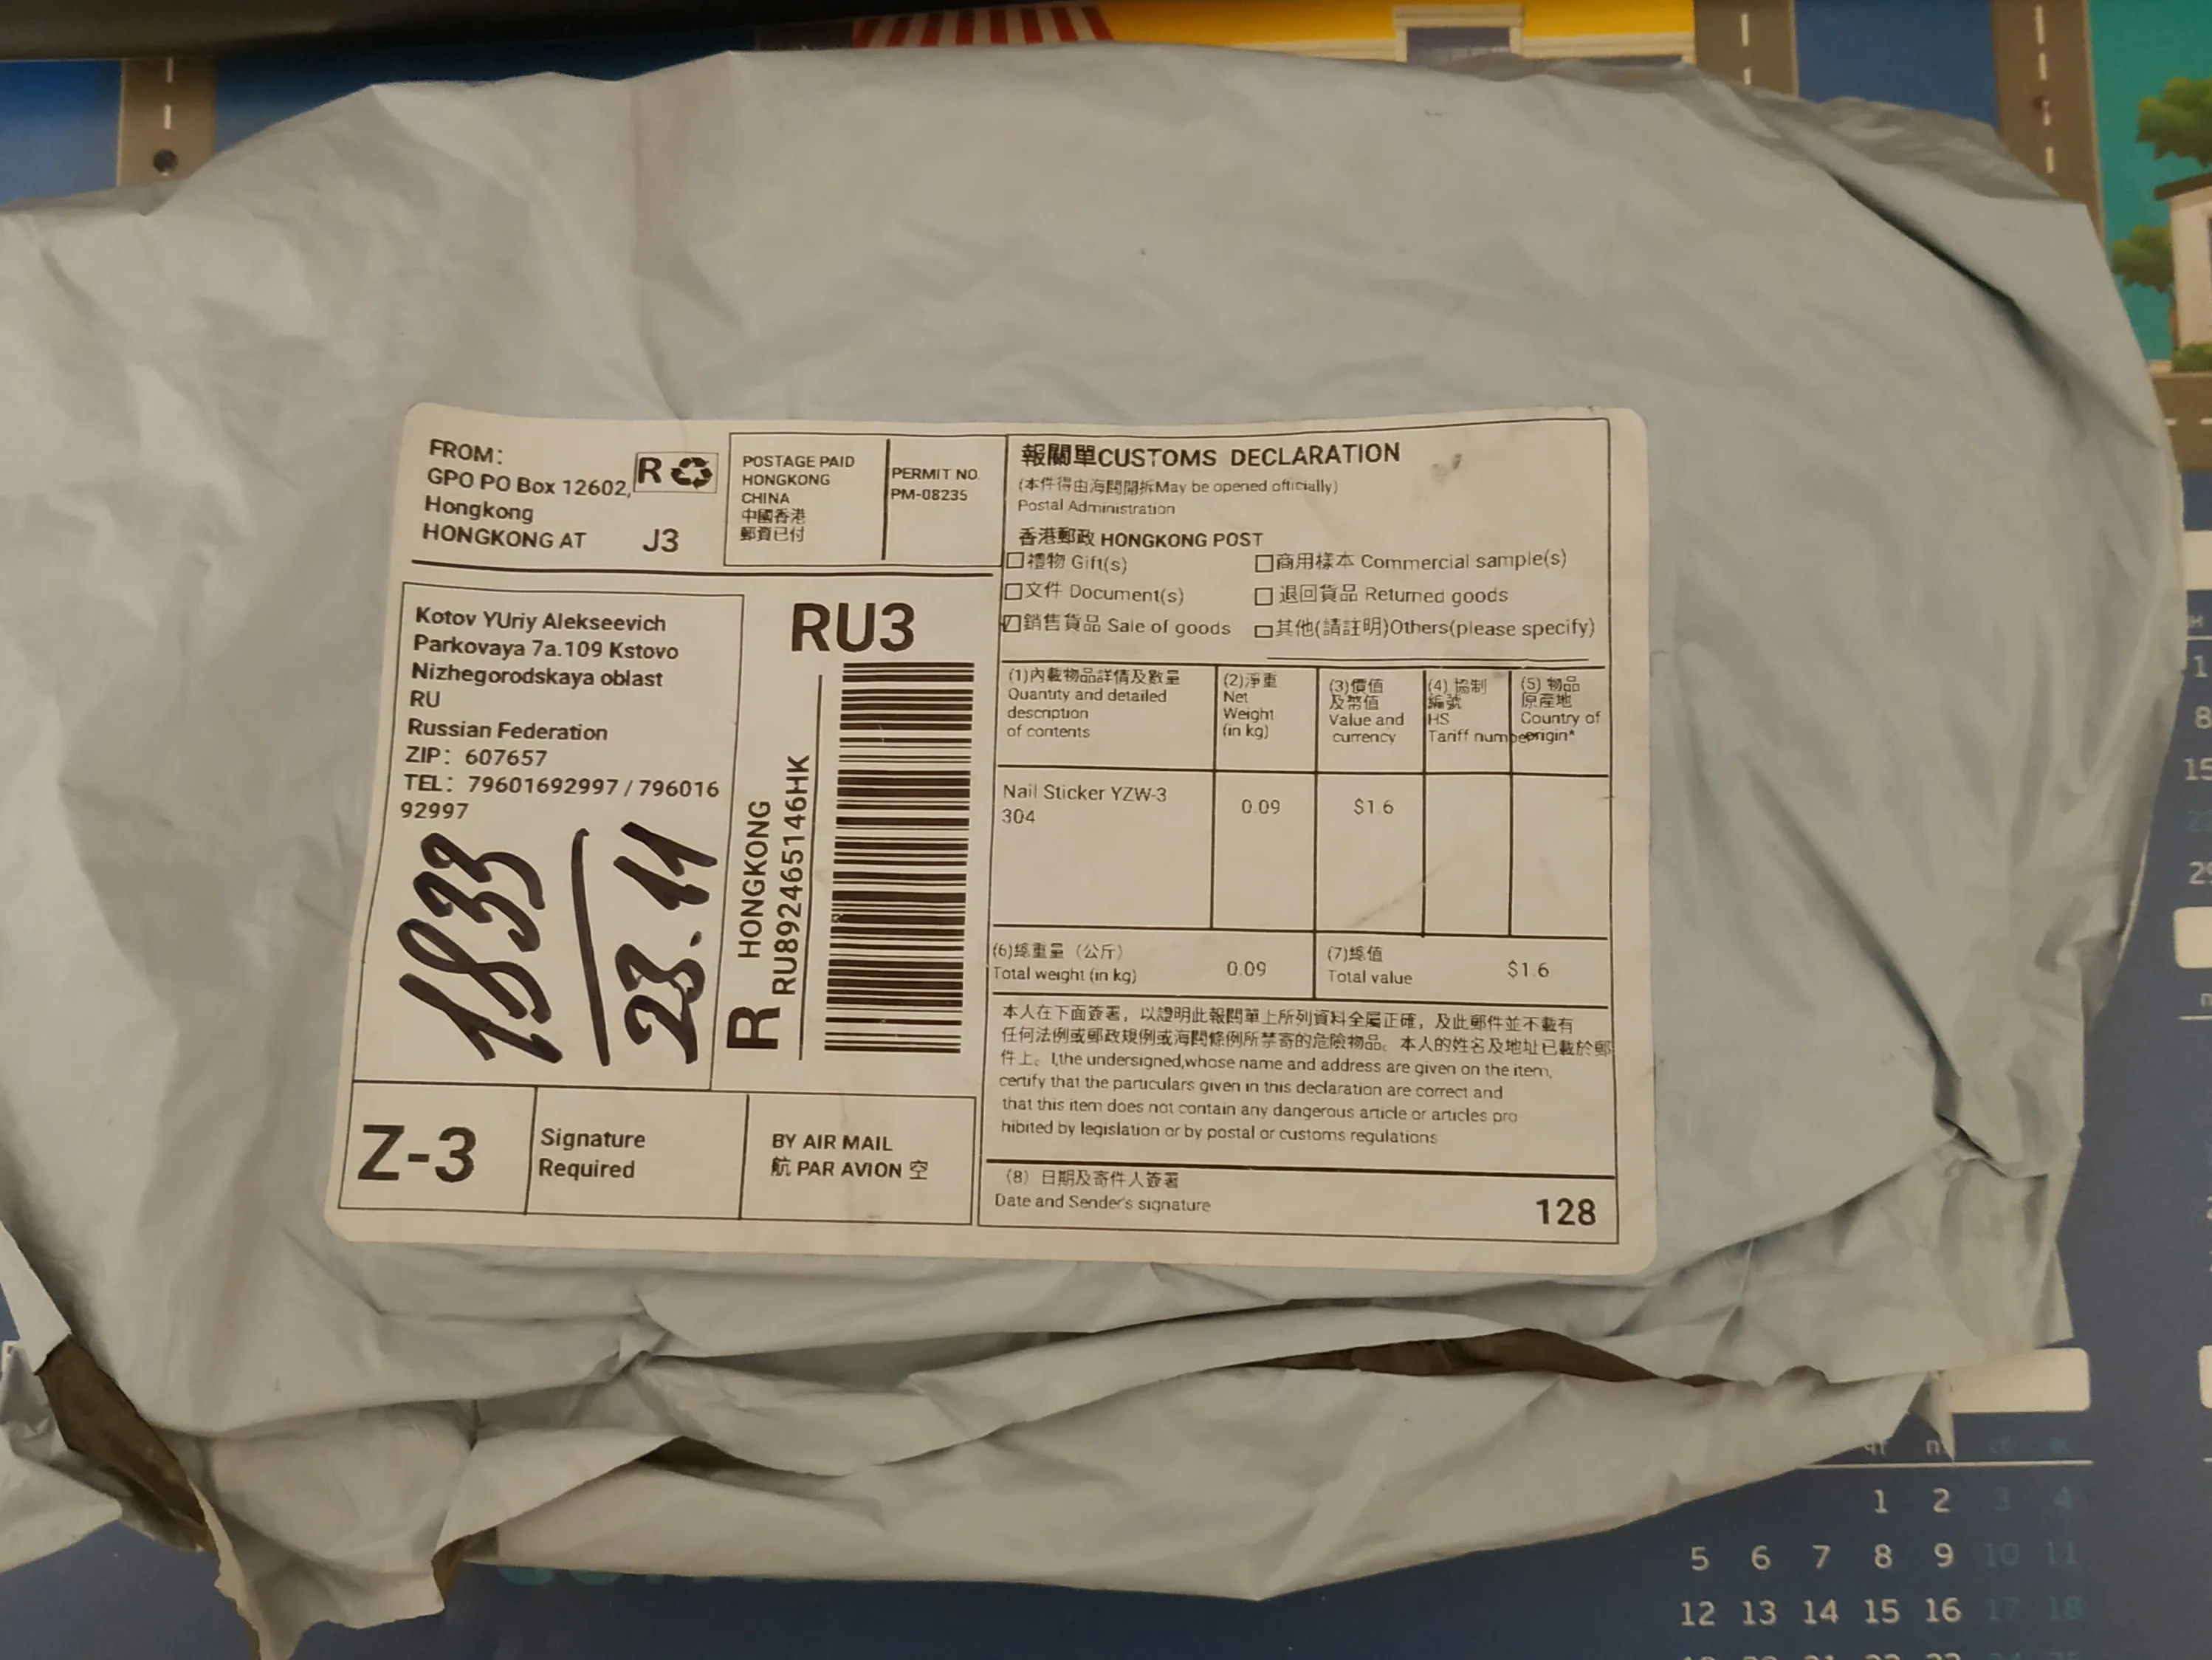 FROM:
GPO PO Box 12602,
Hongkong
HONGKONG AT
J3
R
POSTAGE PAID
HONGKONG
CHINA
中國香港
郵資已付
PERMIT NO.
PM-08235
Kotov YUriy Alekseevich
Parkovaya 7a.109 Kstovo
Nizhegorodskaya oblast
RU
Russian Federation
ZIP: 607657
TEL: 79601692997 / 796016
92997
1833
23.11
RU3
R
HONGKONG
RU892465146HK
Z-3
Signature
Required
BY AIR MAIL
航 PAR AVION 空
報關單CUSTOMS DECLARATION
(本件得由海關開拆May be opened officially)
Postal Administration
香港郵政 HONGKONG POST
禮物 Gift(s)
商用樣本 Commercial sample(s)
文件 Document(s)
退回貨品 Returned goods
銷售貨品 Sale of goods
其他(請註明)Others(please specify)
(1)內載物品詳情及數量
Quantity and detailed
description
of contents
(2)淨重
Net
Weight
(in kg)
(3)價值
及幣值
Value and
currency
(4) 協制
編號
HS
Tariff number
(5) 物品
原產地
Country of
origin*
Nail Sticker YZW-3
304
0.09
$1.6
(6)總重量（公斤）
Total weight (in kg)
0.09
(7)總值
Total value
$1.6
本人在下面簽署，以證明此報關單上所列資料全屬正確，及此郵件並不載有
任何法例或郵政規例或海關條例所禁寄的危險物品。本人的姓名及地址已載於郵
件上。I,the undersigned,whose name and address are given on the item,
certify that the particulars given in this declaration are correct and
that this item does not contain any dangerous article or articles pro
hibited by legislation or by postal or customs regulations
(8) 日期及寄件人簽署
Date and Sender's signature
128
1
8
15
1 2 3 4
5 6 7 8 9 10 11
12 13 14 15 16 17 18